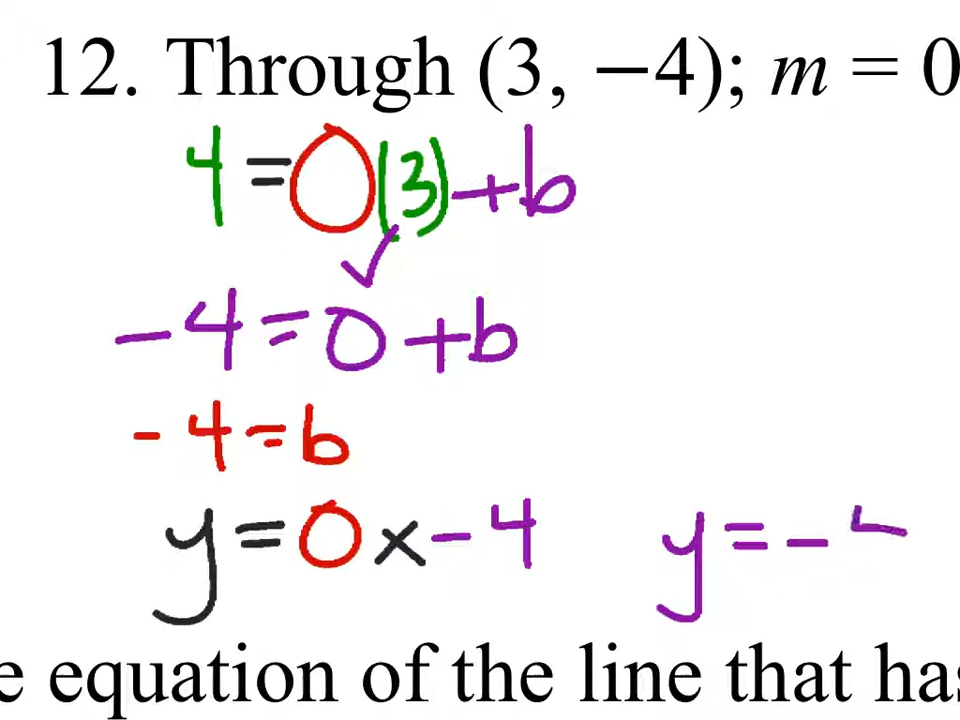 12. Through (3, −4); m = 0
4 = 0(3) + b
-4 = 0 + b
-4 = b
y = 0x - 4 y = -
e equation of the line that has